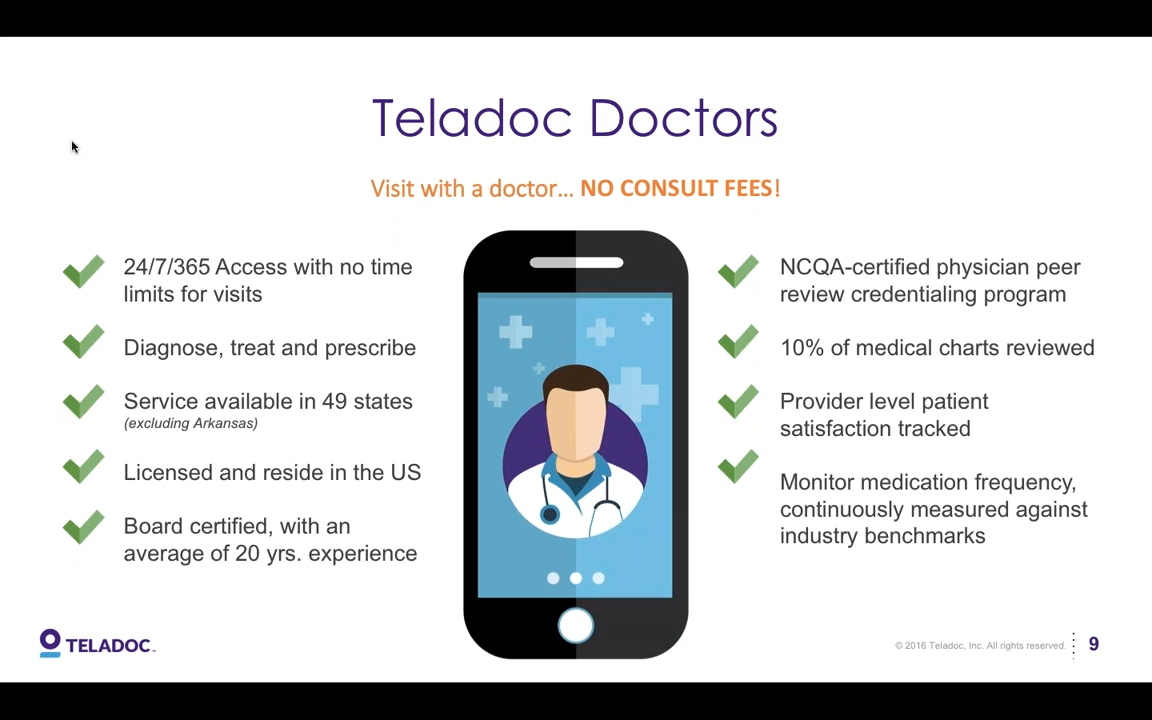 Teladoc Doctors
Visit with a doctor... NO CONSULT FEES!
24/7/365 Access with no time
limits for visits
Diagnose, treat and prescribe
Service available in 49 states
(excluding Arkansas)
Licensed and reside in the US
Board certified, with an
average of 20 yrs. experience
NCQA-certified physician peer
review credentialing program
10% of medical charts reviewed
Provider level patient
satisfaction tracked
Monitor medication frequency,
continuously measured against
industry benchmarks
TELADOC
© 2016 Teladoc, Inc. All rights reserved.
9